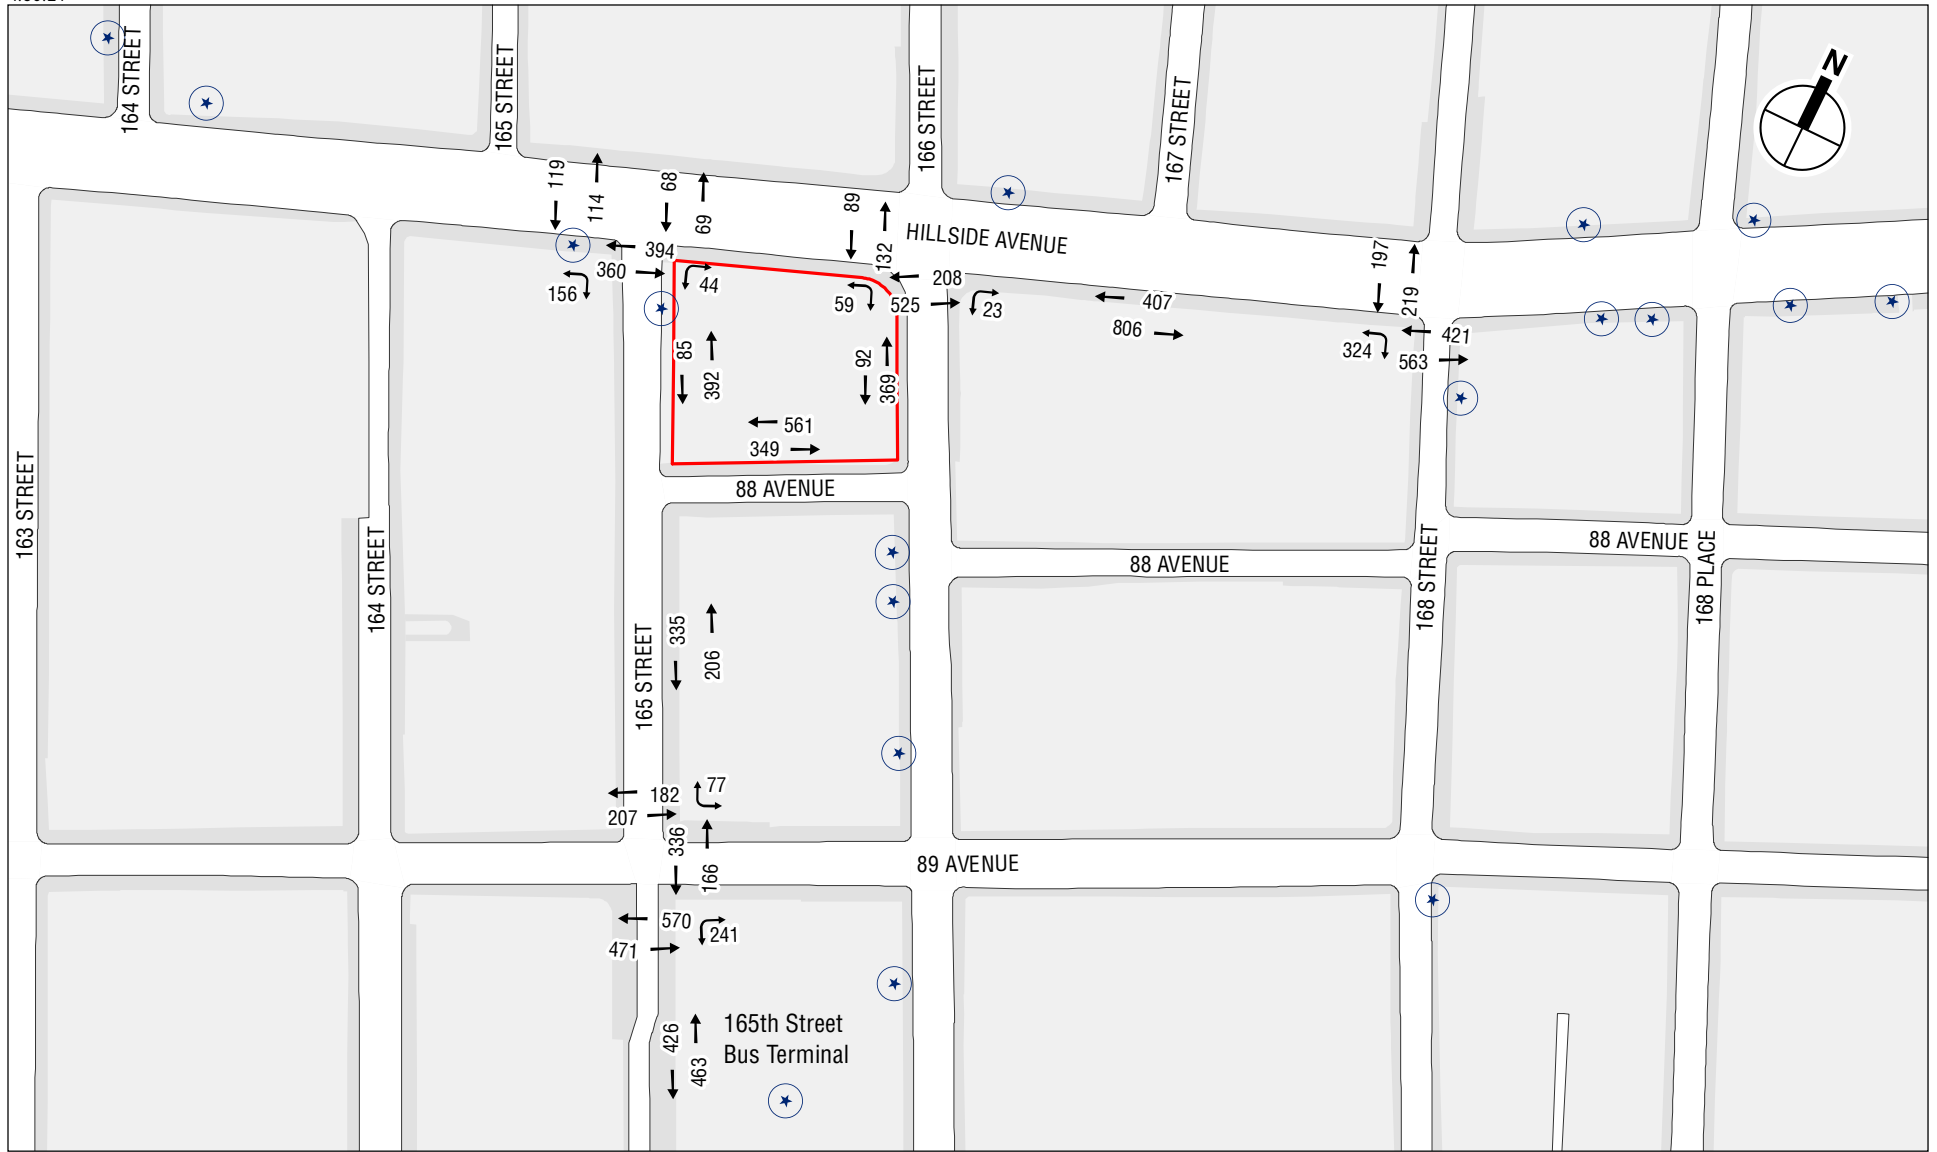 164 STREET
165 STREET
166 STREET
167 STREET
N
119
114
68
69
89
132
HILLSIDE AVENUE
197
219
394
360
156
44
208
59
525
23
407
806
324
421
563
85
392
92
369
561
349
88 AVENUE
163 STREET
164 STREET
165 STREET
88 AVENUE
168 STREET
88 AVENUE
168 PLACE
335
206
182
77
207
336
166
89 AVENUE
570
241
471
426
463
165th Street
Bus Terminal